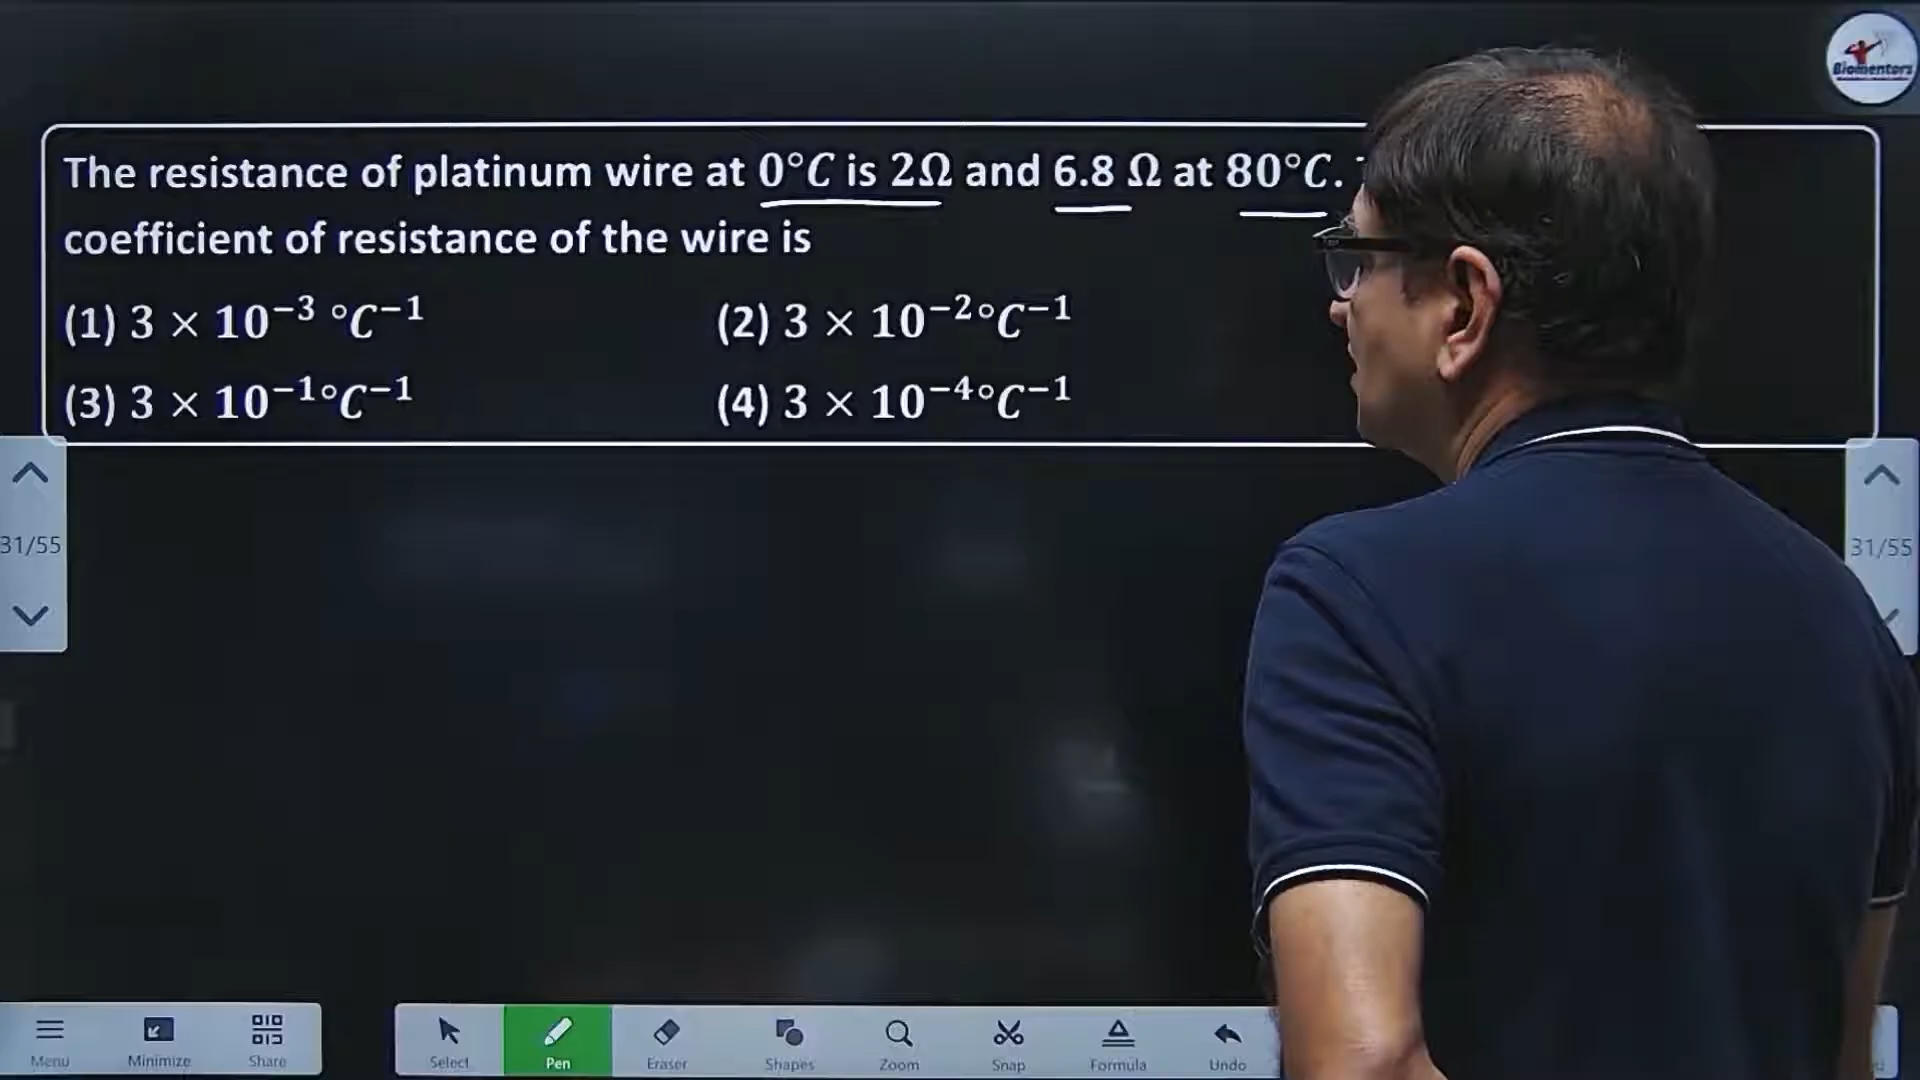 Biomentors
The resistance of platinum wire at 0°C is 2Ω and 6.8 Ω at 80°C.
coefficient of resistance of the wire is
(1) 3 × 10⁻³ °C⁻¹
(2) 3 × 10⁻²°C⁻¹
(3) 3 × 10⁻¹°C⁻¹
(4) 3 × 10⁻⁴°C⁻¹
31/55
31/55
Menu
Minimize
Share
Select
Pen
Eraser
Shapes
Zoom
Snap
Formula
Undo